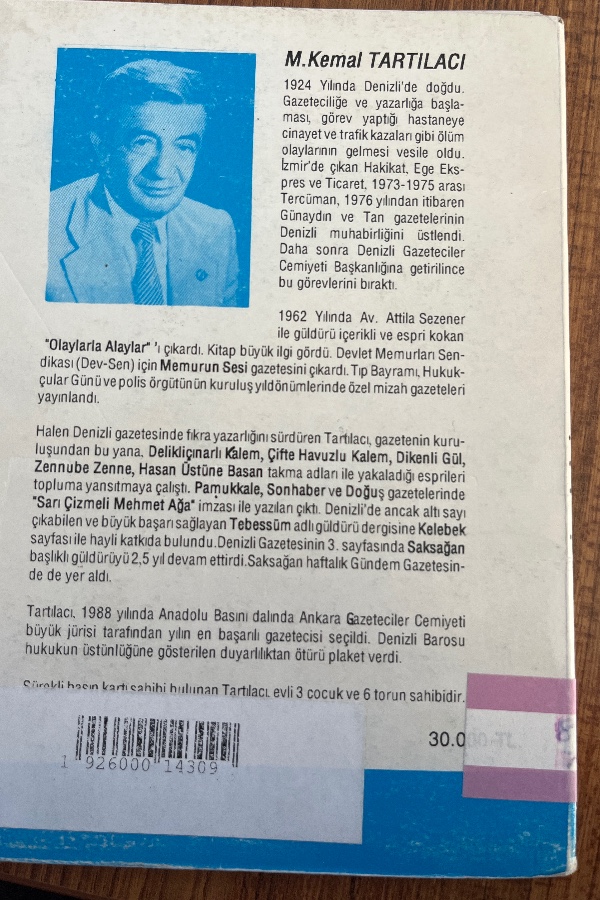 M.Kemal TARTILACI
1924 Yılında Denizli'de doğdu.
Gazeteciliğe ve yazarlığa başla-
ması, görev yaptığı hastaneye
cinayet ve trafik kazaları gibi ölüm
olaylarının gelmesi vesile oldu.
İzmir'de çıkan Hakikat, Ege Eks-
pres ve Ticaret, 1973-1975 arası
Tercüman, 1976 yılından itibaren
Günaydın ve Tan gazetelerinin
Denizli muhabirliğini üstlendi.
Daha sonra Denizli Gazeteciler
Cemiyeti Başkanlığına getirilince
bu görevlerini bıraktı.
1962 Yılında Av. Attila Sezener
ile güldürü içerikli ve espri kokan
"Olaylarla Alaylar" 'ı çıkardı. Kitap büyük ilgi gördü. Devlet Memurları Sen-
dikası (Dev-Sen) için Memurun Sesi gazetesini çıkardı. Tıp Bayramı, Hukuk-
çular Günü ve polis örgütünün kuruluş yıldönümlerinde özel mizah gazeteleri
yayınlandı.
Halen Denizli gazetesinde fıkra yazarlığını sürdüren Tartılacı, gazetenin kuru-
luşundan bu yana, Delikliçınarlı Kalem, Çifte Havuzlu Kalem, Dikenli Gül,
Zennube Zenne, Hasan Üstüne Basan takma adları ile yakaladığı esprileri
topluma yansıtmaya çalıştı. Pamukkale, Sonhaber ve Doğuş gazetelerinde
"Sarı Çizmeli Mehmet Ağa" imzası ile yazıları çıktı. Denizli'de ancak altı sayı
çıkabilen ve büyük başarı sağlayan Tebessüm adlı güldürü dergisine Kelebek
sayfası ile hayli katkıda bulundu.Denizli Gazetesinin 3. sayfasında Saksağan
başlıklı güldürüyü 2,5 yıl devam ettirdi.Saksağan haftalık Gündem Gazetesin-
de de yer aldı.
Tartılacı, 1988 yılında Anadolu Basını dalında Ankara Gazeteciler Cemiyeti
büyük jürisi tarafından yılın en başarılı gazetecisi seçildi. Denizli Barosu
hukukun üstünlüğüne gösterilen duyarlılıktan ötürü plaket verdi.
Sürekli basın kartı sahibi bulunan Tartılacı, evli 3 çocuk ve 6 torun sahibidir.
30.0
1 926000 14309